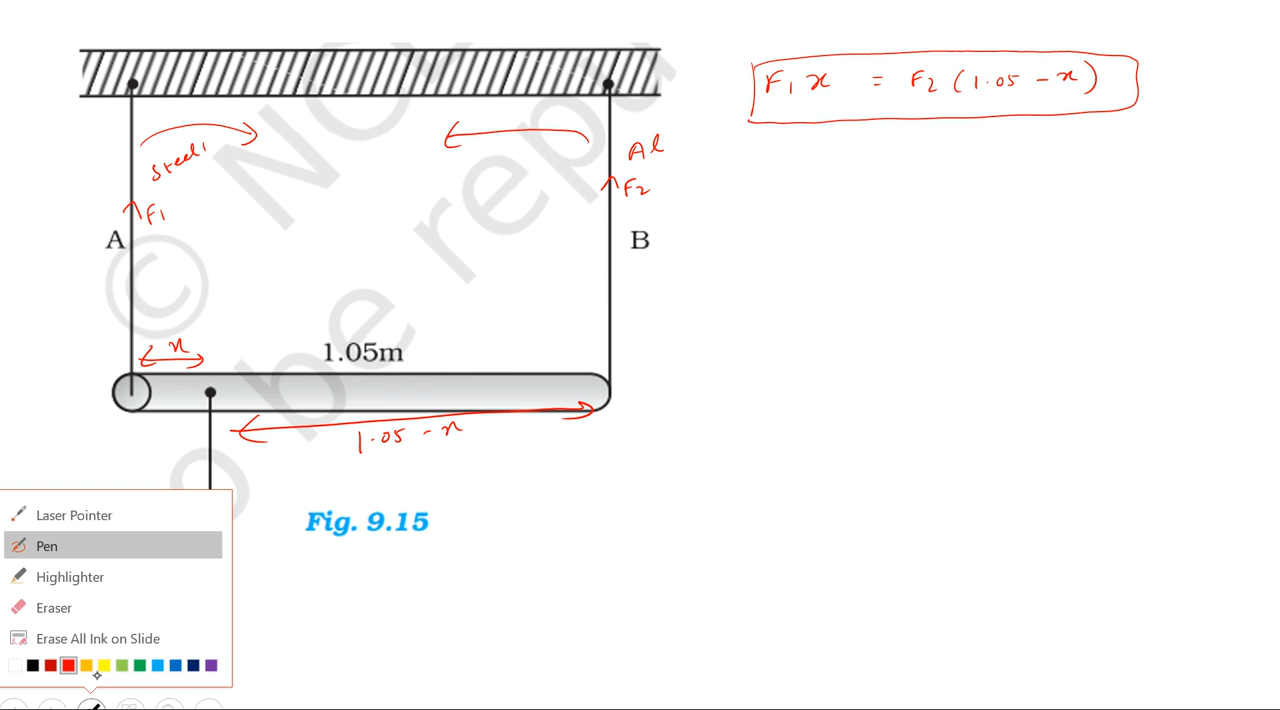 F₁ x = F₂ (1.05 - x)
Steel
Al
F₁
F₂
A
B
x
1.05m
1.05 - x
Fig. 9.15
Laser Pointer
Pen
Highlighter
Eraser
Erase All Ink on Slide